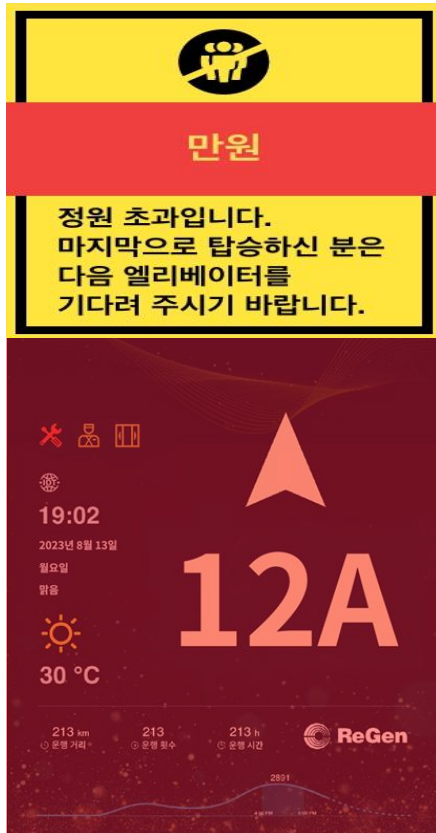 만원
정원 초과입니다.
마지막으로 탑승하신 분은
다음 엘리베이터를
기다려 주시기 바랍니다.
IOT
19:02
2023년 8월 13일
월요일
맑음
30 °C
12A
213 km
운행 거리
213
운행 횟수
213 h
운행 시간
ReGen
2891